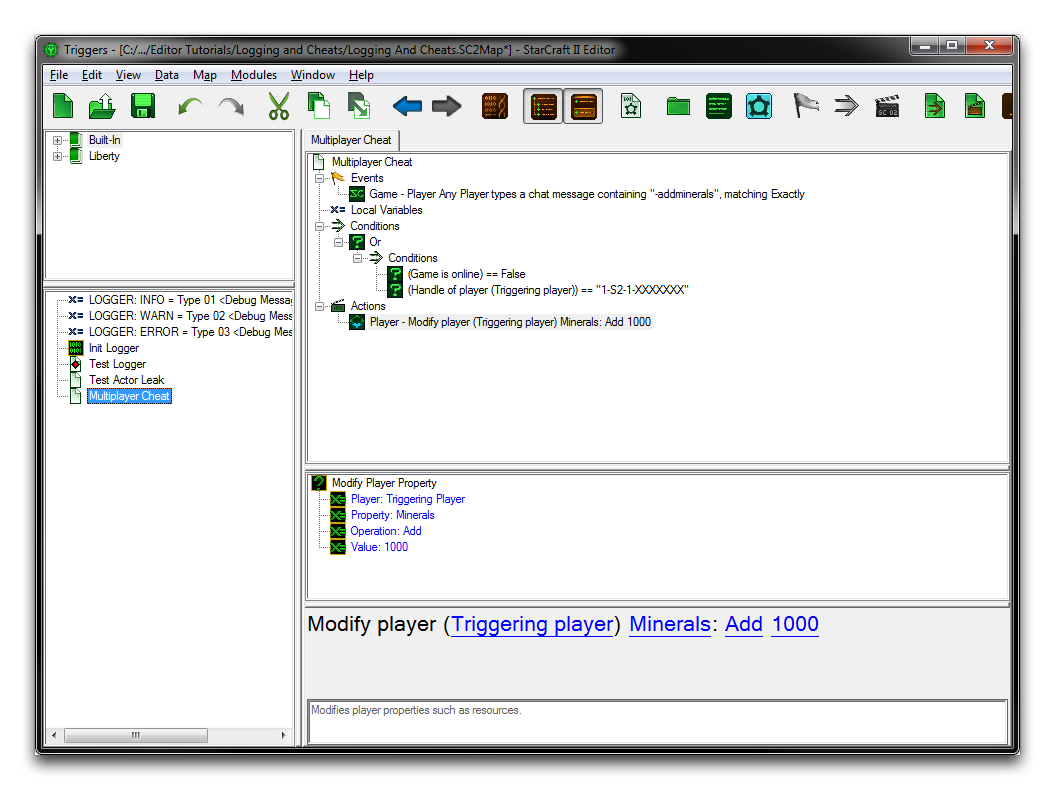 Triggers - [C:/.../Editor Tutorials/Logging and Cheats/Logging And Cheats.SC2Map*] - StarCraft II Editor
File Edit View Data Map Modules Window Help
SC 02
Built-In
Liberty
LOGGER: INFO = Type 01 <Debug Messa
LOGGER: WARN = Type 02 <Debug Mess
LOGGER: ERROR = Type 03 <Debug Mes
Init Logger
Test Logger
Test Actor Leak
Multiplayer Cheat
Multiplayer Cheat
Multiplayer Cheat
Events
Game - Player Any Player types a chat message containing "-addminerals", matching Exactly
Local Variables
Conditions
Or
Conditions
(Game is online) == False
(Handle of player (Triggering player)) == "1-S2-1-XXXXXXX"
Actions
Player - Modify player (Triggering player) Minerals: Add 1000
Modify Player Property
Player: Triggering Player
Property: Minerals
Operation: Add
Value: 1000
Modify player (Triggering player) Minerals: Add 1000
Modifies player properties such as resources.